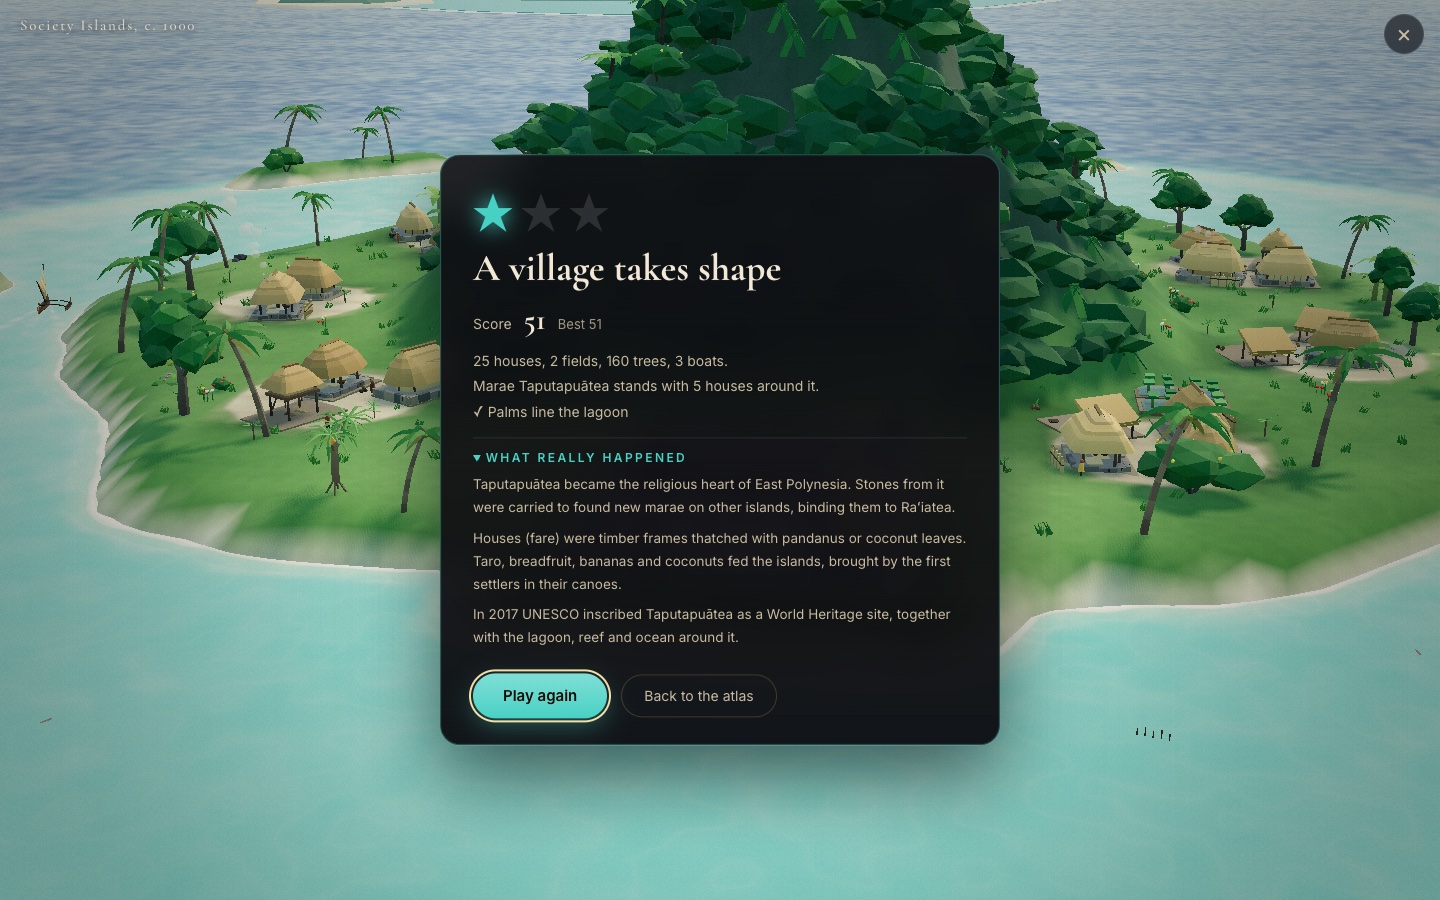 Society Islands, c. 1000
A village takes shape
Score 51 Best 51
25 houses, 2 fields, 160 trees, 3 boats.
Marae Taputapuātea stands with 5 houses around it.
✓ Palms line the lagoon
▾ WHAT REALLY HAPPENED
Taputapuātea became the religious heart of East Polynesia. Stones from it
were carried to found new marae on other islands, binding them to Ra’iatea.
Houses (fare) were timber frames thatched with pandanus or coconut leaves.
Taro, breadfruit, bananas and coconuts fed the islands, brought by the first
settlers in their canoes.
In 2017 UNESCO inscribed Taputapuātea as a World Heritage site, together
with the lagoon, reef and ocean around it.
Play again
Back to the atlas